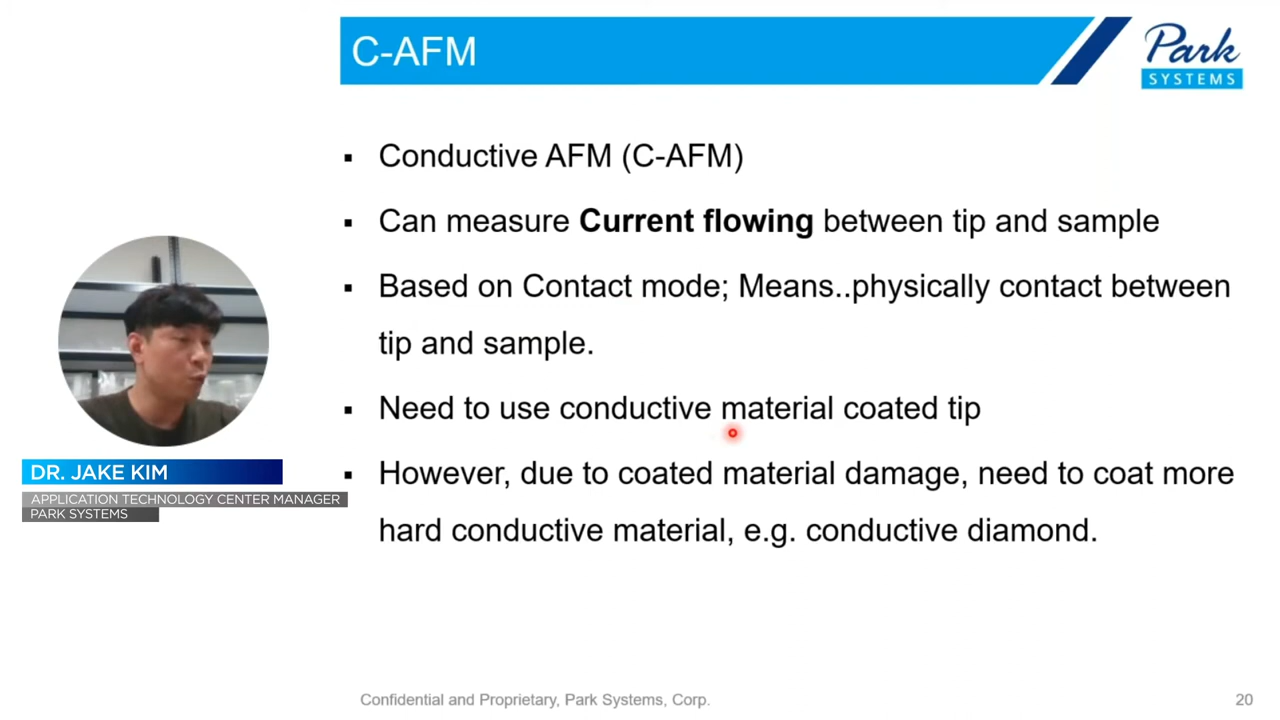 C-AFM
Park
SYSTEMS
▪ Conductive AFM (C-AFM)
▪ Can measure Current flowing between tip and sample
▪ Based on Contact mode; Means..physically contact between
tip and sample.
▪ Need to use conductive material coated tip
▪ However, due to coated material damage, need to coat more
hard conductive material, e.g. conductive diamond.
DR. JAKE KIM
APPLICATION TECHNOLOGY CENTER MANAGER
PARK SYSTEMS
Confidential and Proprietary, Park Systems, Corp.
20